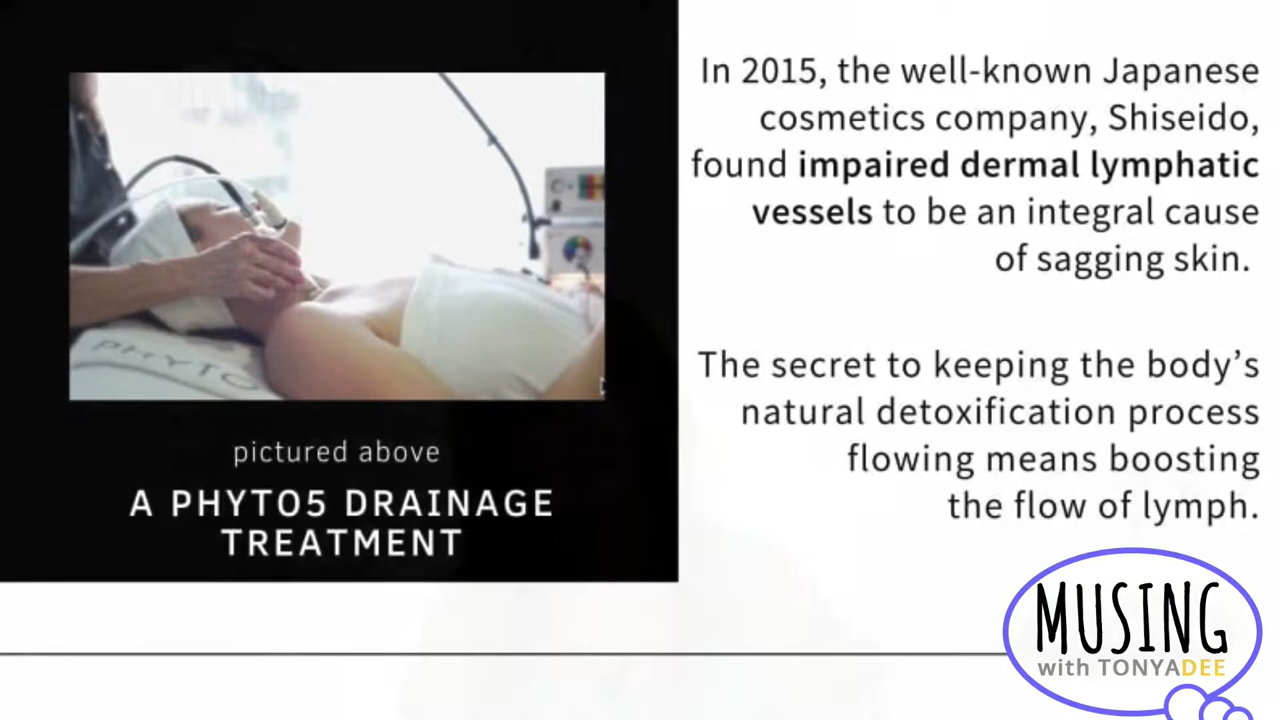 PHYTO
pictured above
A PHYTO5 DRAINAGE
TREATMENT
In 2015, the well-known Japanese
cosmetics company, Shiseido,
found impaired dermal lymphatic
vessels to be an integral cause
of sagging skin.
The secret to keeping the body’s
natural detoxification process
flowing means boosting
the flow of lymph.
MUSING
with TONYADEE